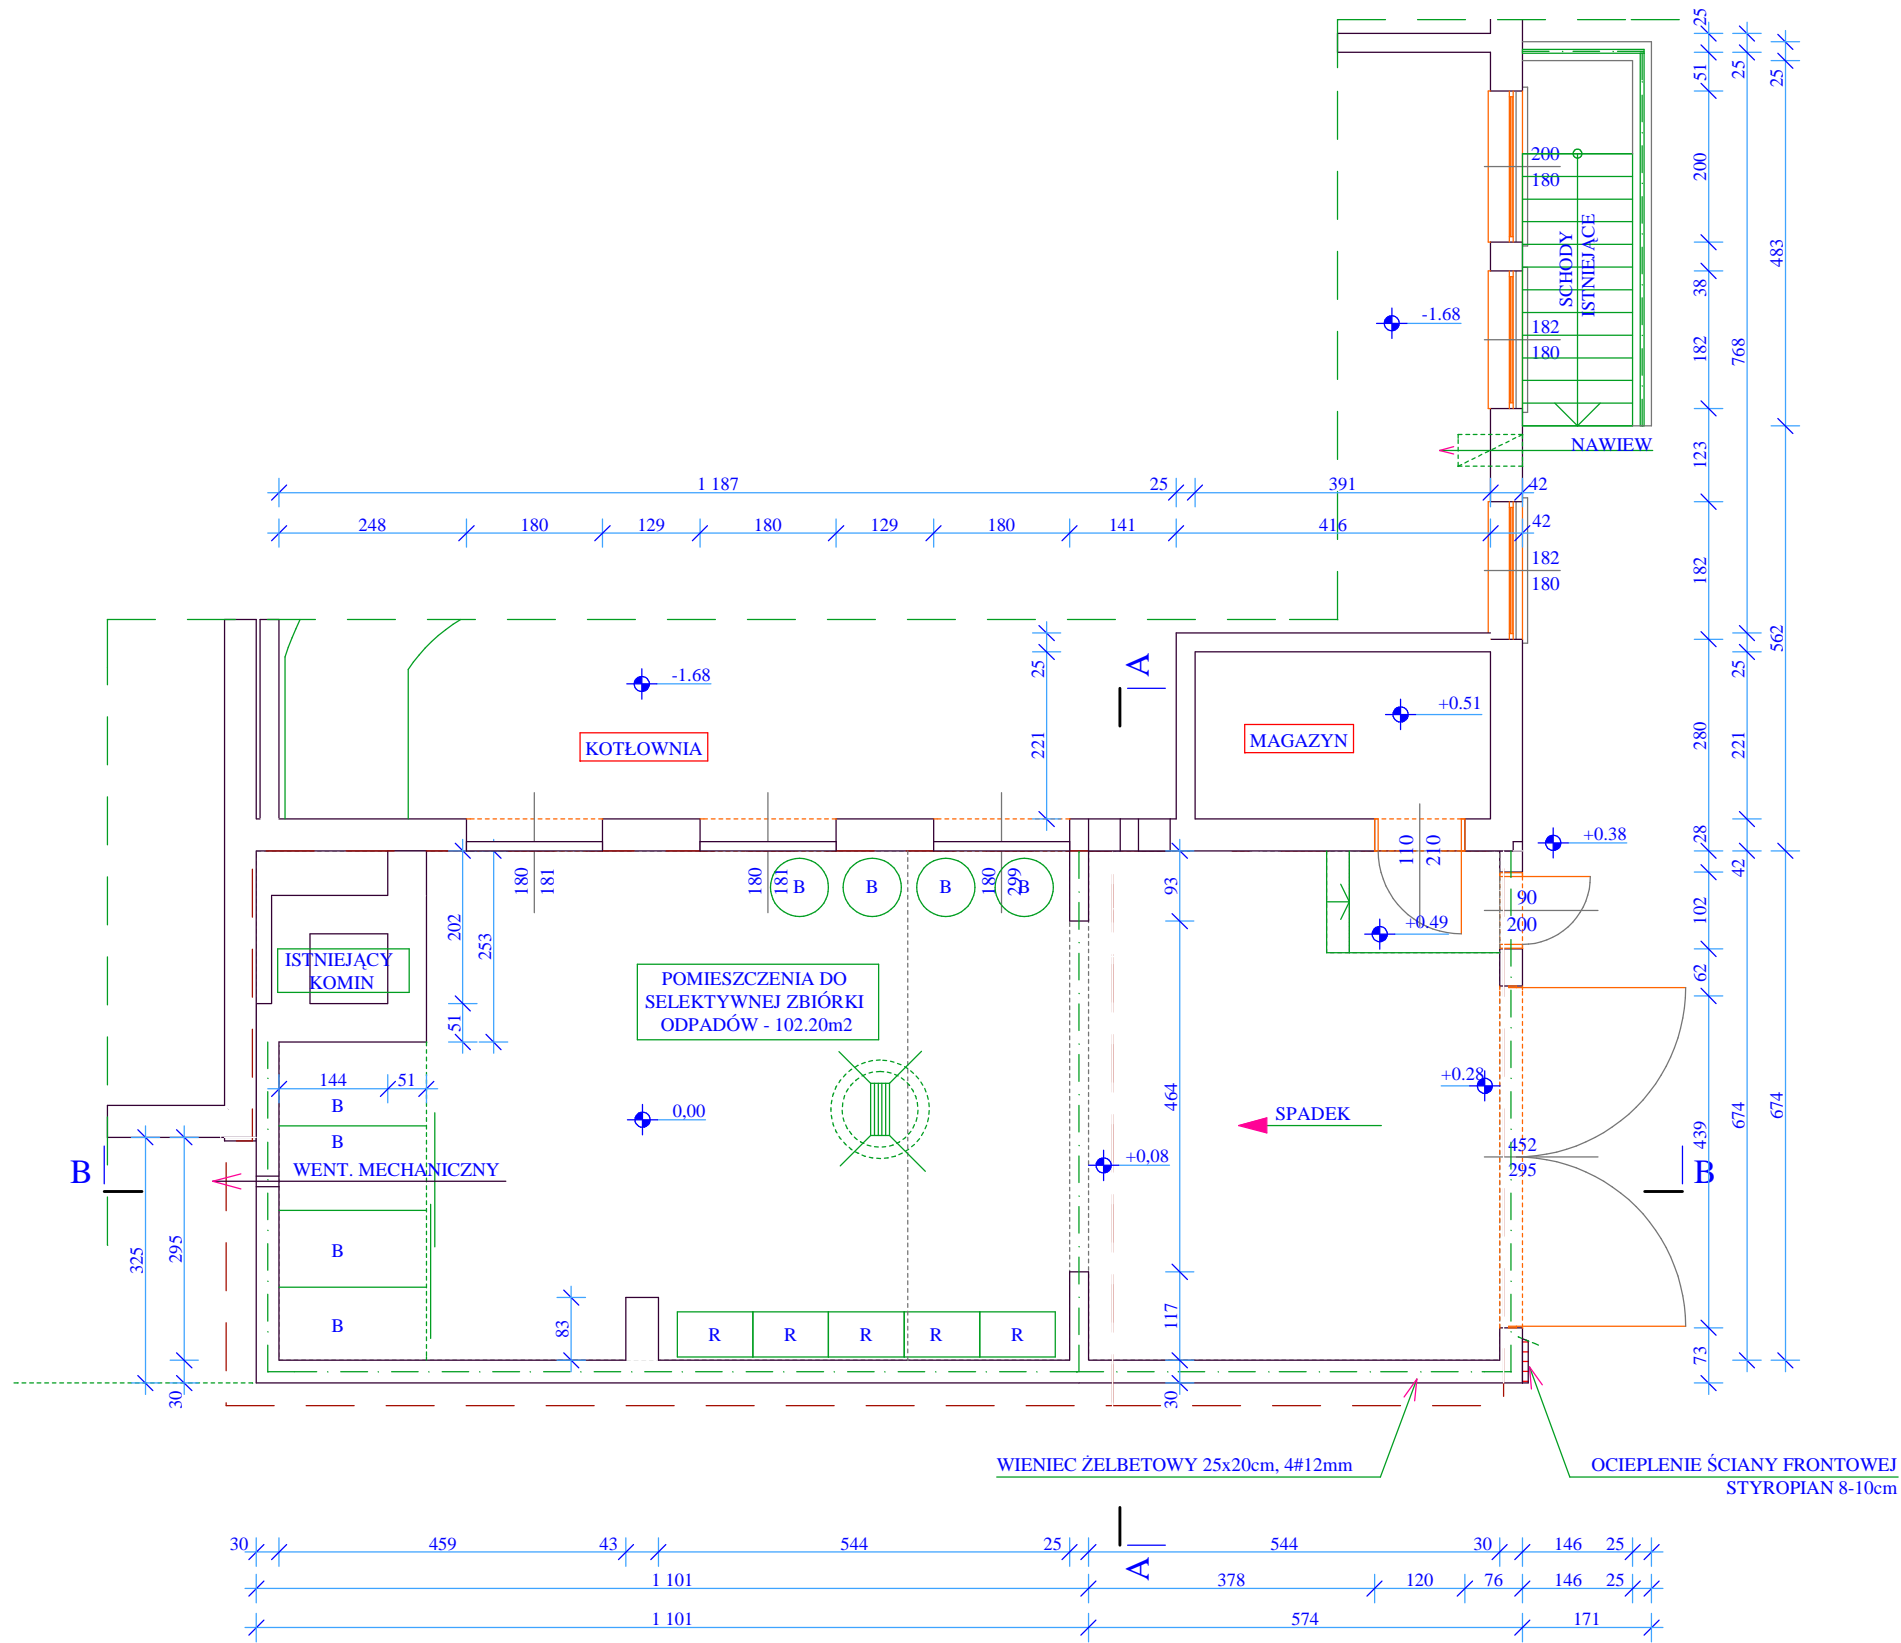 25
51
25
25
200
200
180
SCHODY
ISTNIEJĄCE
483
38
-1.68
182
180
182
768
NAWIEW
123
1 187
25
391
42
248
180
129
180
129
180
141
416
42
182
180
182
562
25
A
25
-1.68
+0.51
KOTŁOWNIA
221
MAGAZYN
280
221
+0.38
28
42
110
210
180
181
180
181
180
299
B
B
B
B
93
90
200
102
202
253
+0.49
ISTNIEJĄCY
KOMIN
POMIESZCZENIA DO
SELEKTYWNEJ ZBIÓRKI
ODPADÓW - 102.20m2
62
51
144
51
+0.28
B
0,00
464
SPADEK
674
674
B
439
452
295
+0,08
B
WENT. MECHANICZNY
B
325
295
B
B
83
117
R
R
R
R
R
73
30
30
WIENIEC ŻELBETOWY 25x20cm, 4#12mm
OCIEPLENIE ŚCIANY FRONTOWEJ
STYROPIAN 8-10cm
30
459
43
544
25
A
544
30
146
25
1 101
378
120
76
146
25
1 101
574
171